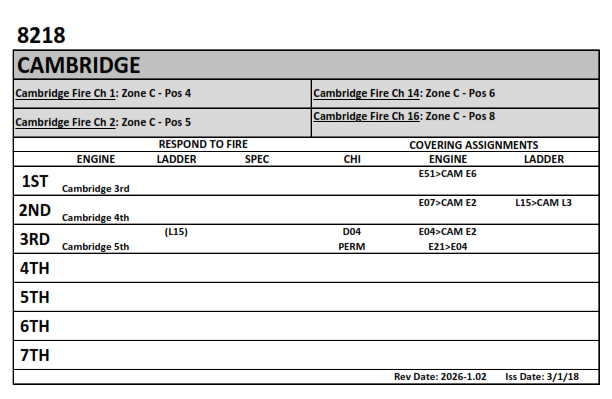 8218
CAMBRIDGE
Cambridge Fire Ch 1: Zone C - Pos 4 Cambridge Fire Ch 14: Zone C - Pos 6
Cambridge Fire Ch 2: Zone C - Pos 5 Cambridge Fire Ch 16: Zone C - Pos 8
RESPOND TO FIRE COVERING ASSIGNMENTS
ENGINE LADDER SPEC CHI ENGINE LADDER
1ST Cambridge 3rd E51>CAM E6
2ND Cambridge 4th E07>CAM E2 L15>CAM L3
3RD (L15) D04 E04>CAM E2
Cambridge 5th PERM E21>E04
4TH
5TH
6TH
7TH
Rev Date: 2026-1.02 Iss Date: 3/1/18